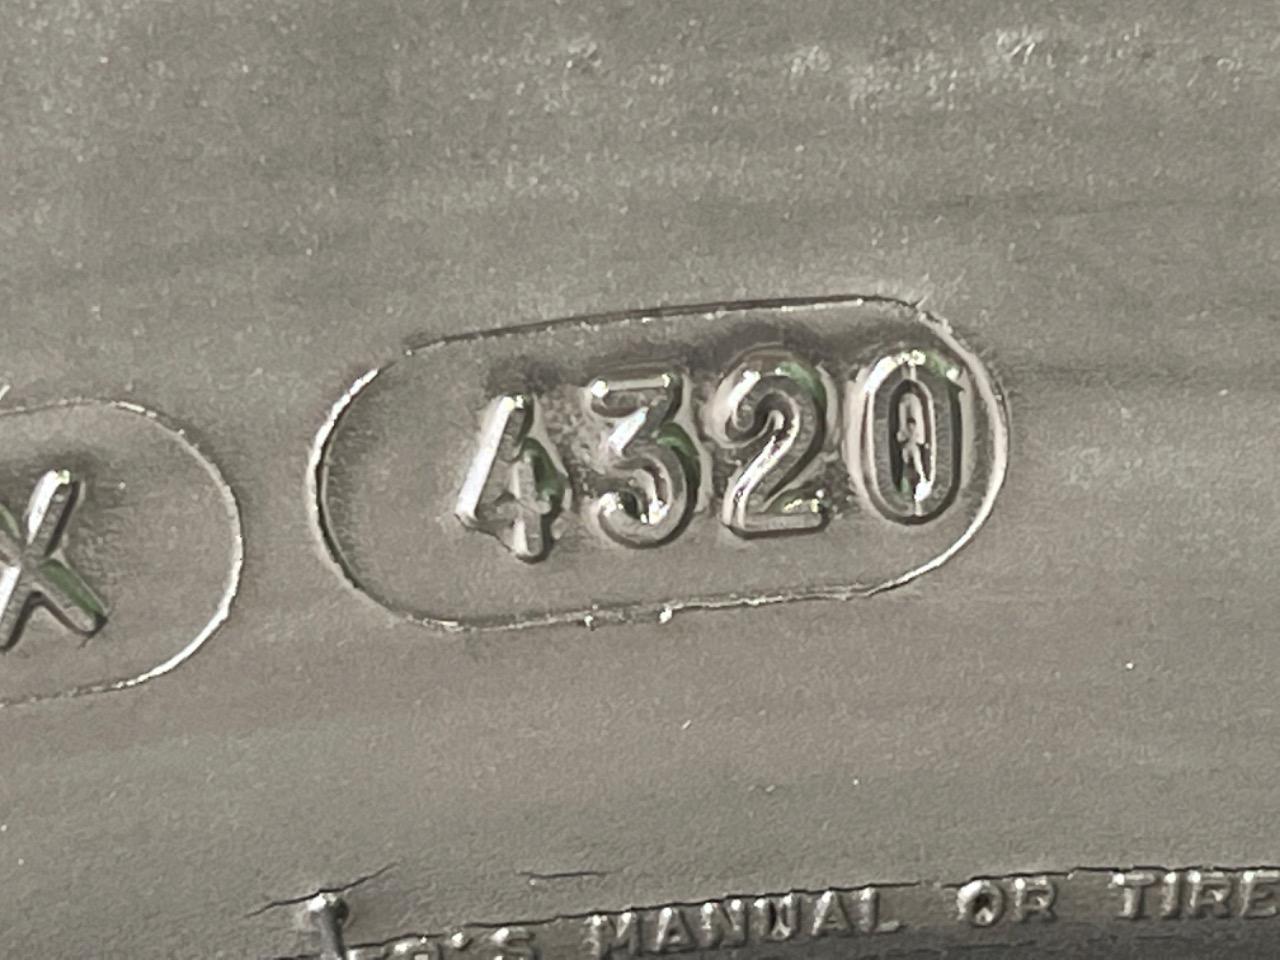 X 4320
'S MANUAL OR TIRE